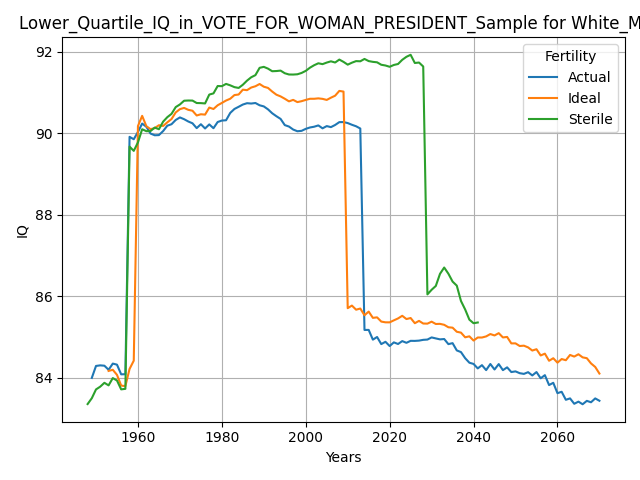 Lower_Quartile_IQ_in_VOTE_FOR_WOMAN_PRESIDENT_Sample for White_M
92
90
88
86
84
IQ
Fertility
Actual
Ideal
Sterile
1960 1980 2000 2020 2040 2060
Years